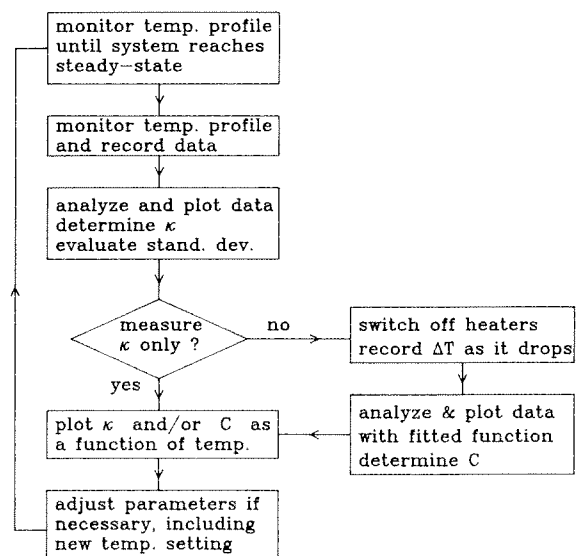 monitor temp. profile
until system reaches
steady-state
monitor temp. profile
and record data
analyze and plot data
determine κ
evaluate stand. dev.
measure
κ only ?
no
yes
switch off heaters
record ΔT as it drops
analyze & plot data
with fitted function
determine C
plot κ and/or C as
a function of temp.
adjust parameters if
necessary, including
new temp. setting